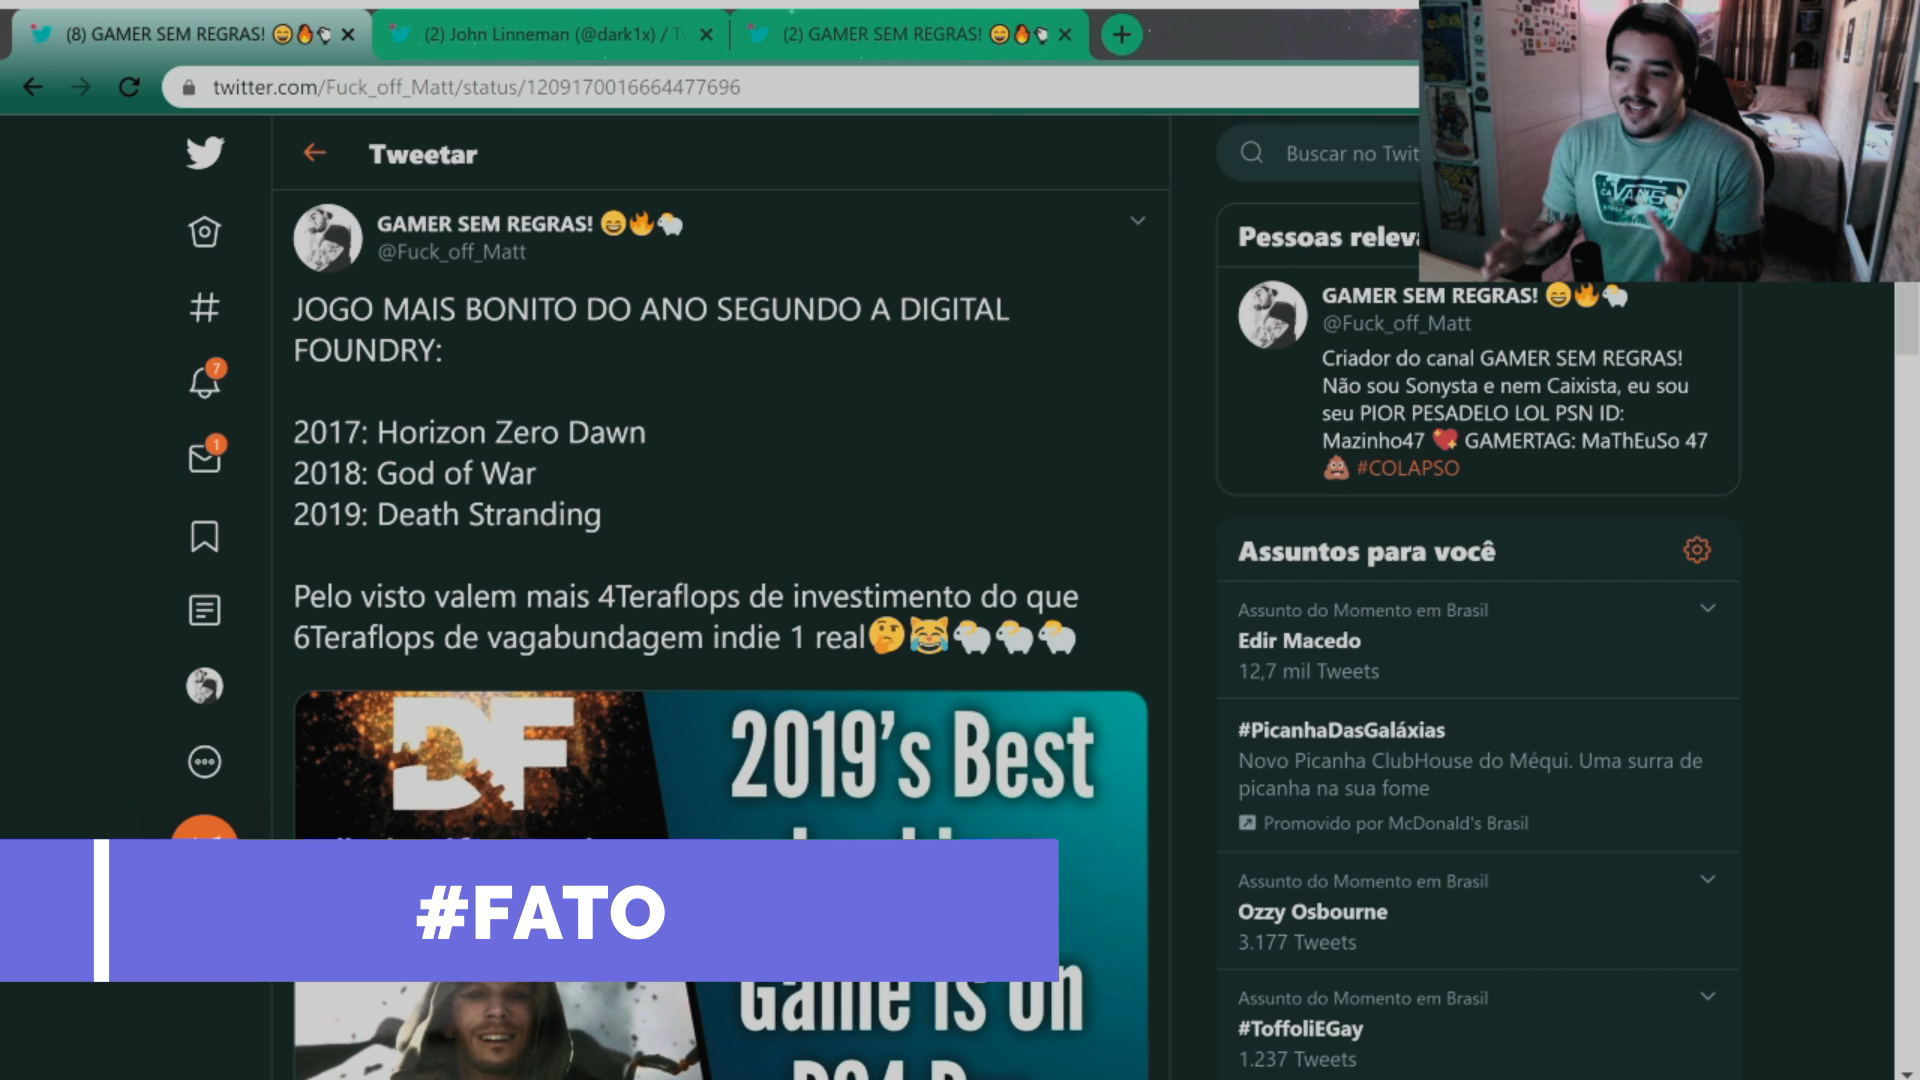 (8) GAMER SEM REGRAS! 😄🔥🐑
(2) John Linneman (@dark1x) / T
(2) GAMER SEM REGRAS! 😄🔥🐑
twitter.com/Fuck_off_Matt/status/1209170016664477696
Tweetar
Buscar no Twit
GAMER SEM REGRAS! 😄🔥🐑
@Fuck_off_Matt
JOGO MAIS BONITO DO ANO SEGUNDO A DIGITAL
FOUNDRY:
2017: Horizon Zero Dawn
2018: God of War
2019: Death Stranding
Pelo visto valem mais 4Teraflops de investimento do que
6Teraflops de vagabundagem indie 1 real🤔😹🐑🐑🐑
DF
2019's Best
Game is on
#FATO
7
1
Pessoas relev
VANS
GAMER SEM REGRAS! 😄🔥🐑
@Fuck_off_Matt
Criador do canal GAMER SEM REGRAS!
Não sou Sonysta e nem Caixista, eu sou
seu PIOR PESADELO LOL PSN ID:
Mazinho47 💖 GAMERTAG: MaThEuSo 47
💩 #COLAPSO
Assuntos para você
Assunto do Momento em Brasil
Edir Macedo
12,7 mil Tweets
#PicanhaDasGaláxias
Novo Picanha ClubHouse do Méqui. Uma surra de
picanha na sua fome
Promovido por McDonald's Brasil
Assunto do Momento em Brasil
Ozzy Osbourne
3.177 Tweets
Assunto do Momento em Brasil
#ToffoliEGay
1.237 Tweets